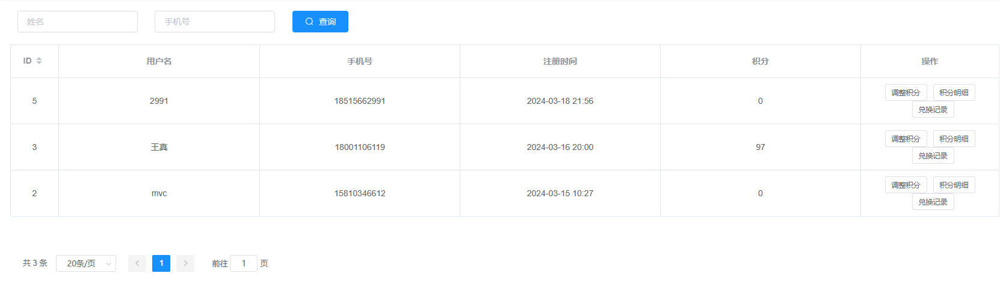 姓名 手机号 查询
ID 用户名 手机号 注册时间 积分 操作
5 2991 18515662991 2024-03-18 21:56 0 调整积分 积分明细
兑换记录
3 王真 18001106119 2024-03-16 20:00 97 调整积分 积分明细
兑换记录
2 mvc 15810346612 2024-03-15 10:27 0 调整积分 积分明细
兑换记录
共 3 条 20条/页 1 前往 1 页